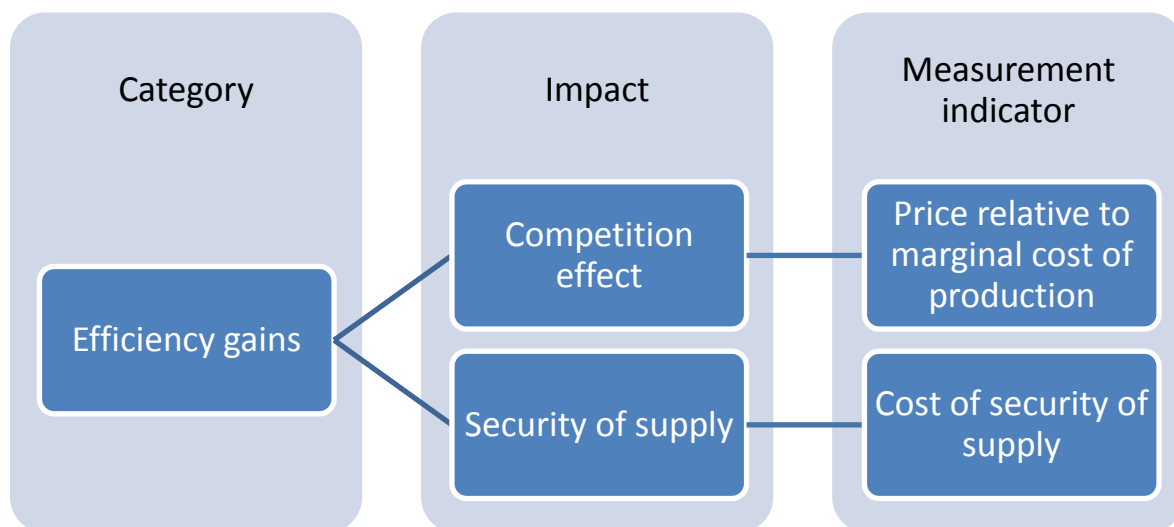 Category
Impact
Measurement
indicator
Efficiency gains
Competition
effect
Price relative to
marginal cost of
production
Security of supply
Cost of security of
supply